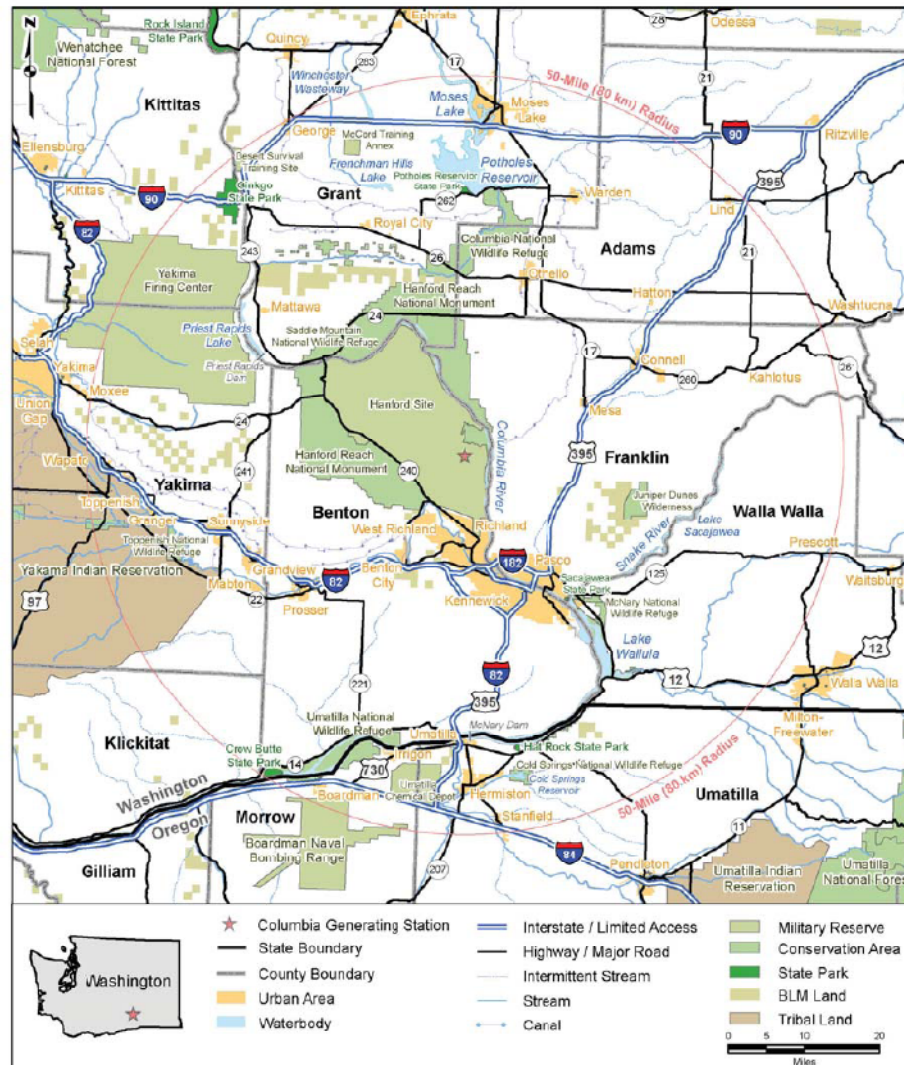 Rock Island
State Park
Ephrata
28
Odessa
Wenatchee
National Forest
Quincy
283
17
21
N
Kittitas
Winchester
Wasteway
50-Mile (80 km) Radius
Moses
Lake
Moses
Lake
George
90
Ritzville
McCord Training
Annex
Ellensburg
Desert Survival
Training Site
Frenchman Hills
Lake
Potholes
Reservoir
395
Kittitas
Ginkgo
State Park
Grant
Potholes Reservoir
State Park
90
Warden
Lind
262
82
Royal City
Columbia National
Wildlife Refuge
Adams
21
243
26
Yakima
Firing Center
Othello
Hanford Reach
National Monument
Hatton
Mattawa
24
Washtucna
Priest Rapids
Lake
Saddle Mountain
National Wildlife Refuge
Selah
Priest Rapids
Dam
17
Connell
Yakima
260
Kahlotus
261
Moxee
Hanford Site
Union
Gap
Mesa
24
Columbia River
395
Franklin
Wapato
Hanford Reach
National Monument
240
241
Yakima
Juniper Dunes
Wilderness
Toppenish
Benton
Walla Walla
Granger
Sunnyside
West Richland
Richland
Snake River
Lake
Sacajawea
Toppenish National
Wildlife Refuge
Prescott
Yakama Indian Reservation
Grandview
Benton
City
182
Pasco
Mabton
82
Sacajawea
State Park
125
Waitsburg
97
22
Prosser
Kennewick
McNary National
Wildlife Refuge
Lake
Wallula
12
82
12
221
395
Walla Walla
Umatilla National
Wildlife Refuge
Milton-
Freewater
Klickitat
Umatilla
McNary Dam
Crow Butte
State Park
14
Irrigon
Hat Rock State Park
730
Cold Springs National Wildlife Refuge
Washington
Cold Springs
Reservoir
50-Mile (80 km) Radius
Boardman
Umatilla
Chemical Depot
Hermiston
Umatilla
Oregon
Morrow
Stanfield
11
Boardman Naval
Bombing Range
84
Gilliam
207
Pendleton
Umatilla Indian
Reservation
Umatilla
National Forest
Washington
Columbia Generating Station
State Boundary
County Boundary
Urban Area
Waterbody
Interstate / Limited Access
Highway / Major Road
Intermittent Stream
Stream
Canal
Military Reserve
Conservation Area
State Park
BLM Land
Tribal Land
0 5 10 20
Miles